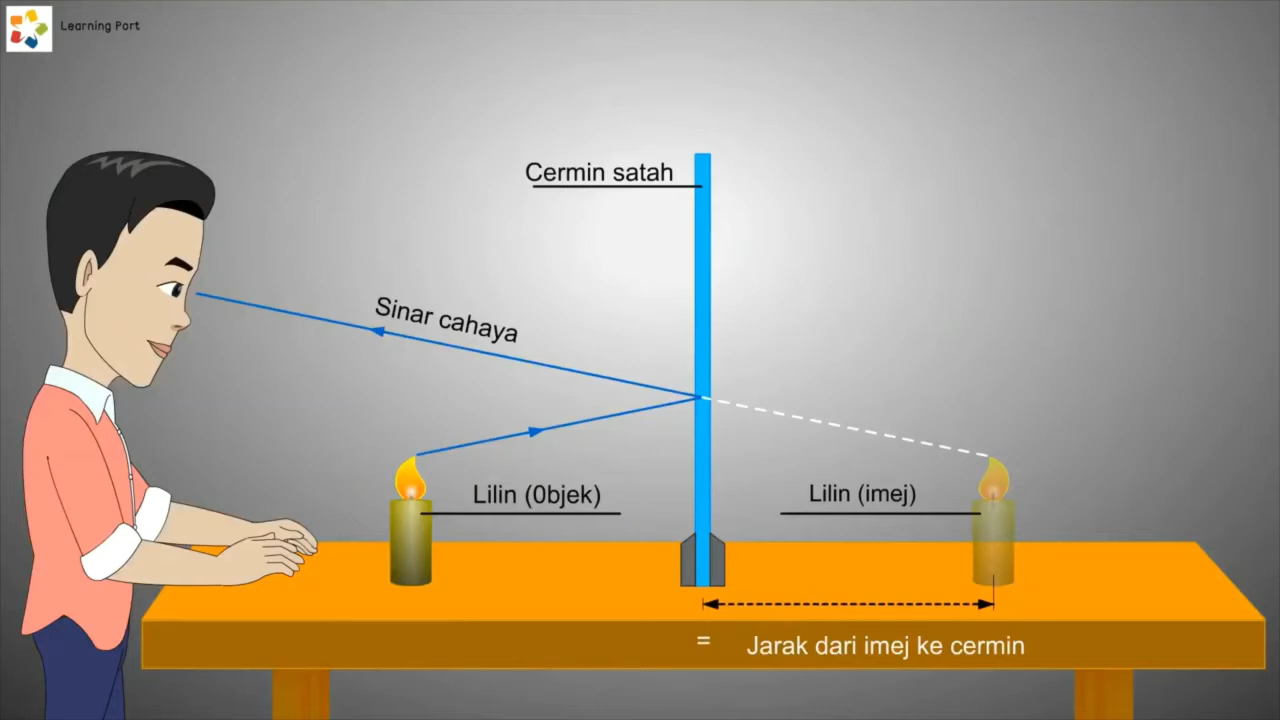 Learning Port
Cermin satah
Sinar cahaya
Lilin (0bjek)
Lilin (imej)
= Jarak dari imej ke cermin